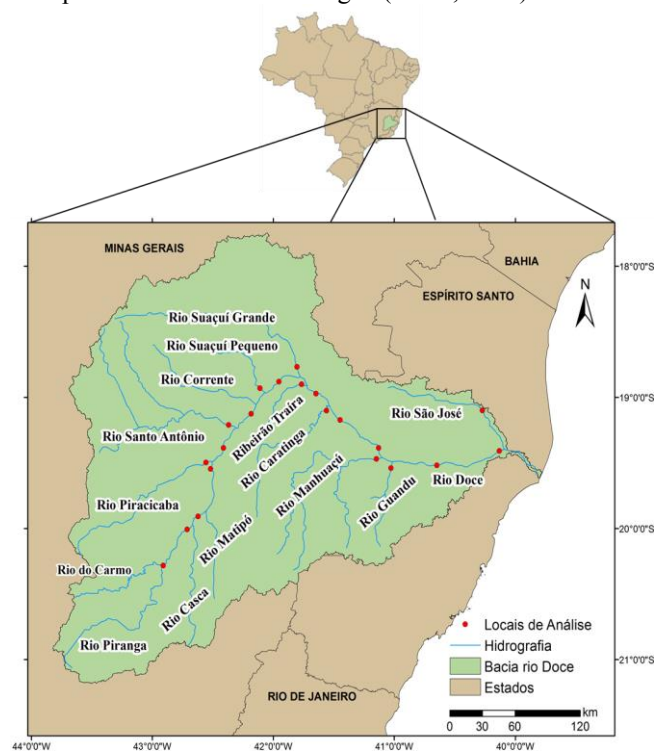 MINAS GERAIS
BAHIA
ESPÍRITO SANTO
N
18°0'0"S
Rio Suaçuí Grande
Rio Suaçuí Pequeno
Rio Corrente
Ribeirão Traíra
Rio São José
19°0'0"S
Rio Santo Antônio
Rio Caratinga
Rio Manhuaçú
Rio Guandu
Rio Doce
Rio Piracicaba
Rio Matipó
20°0'0"S
Rio do Carmo
Rio Casca
Rio Piranga
Locais de Análise
Hidrografia
Bacia rio Doce
Estados
21°0'0"S
RIO DE JANEIRO
km
0 30 60 120
44°0'0"W 43°0'0"W 42°0'0"W 41°0'0"W 40°0'0"W